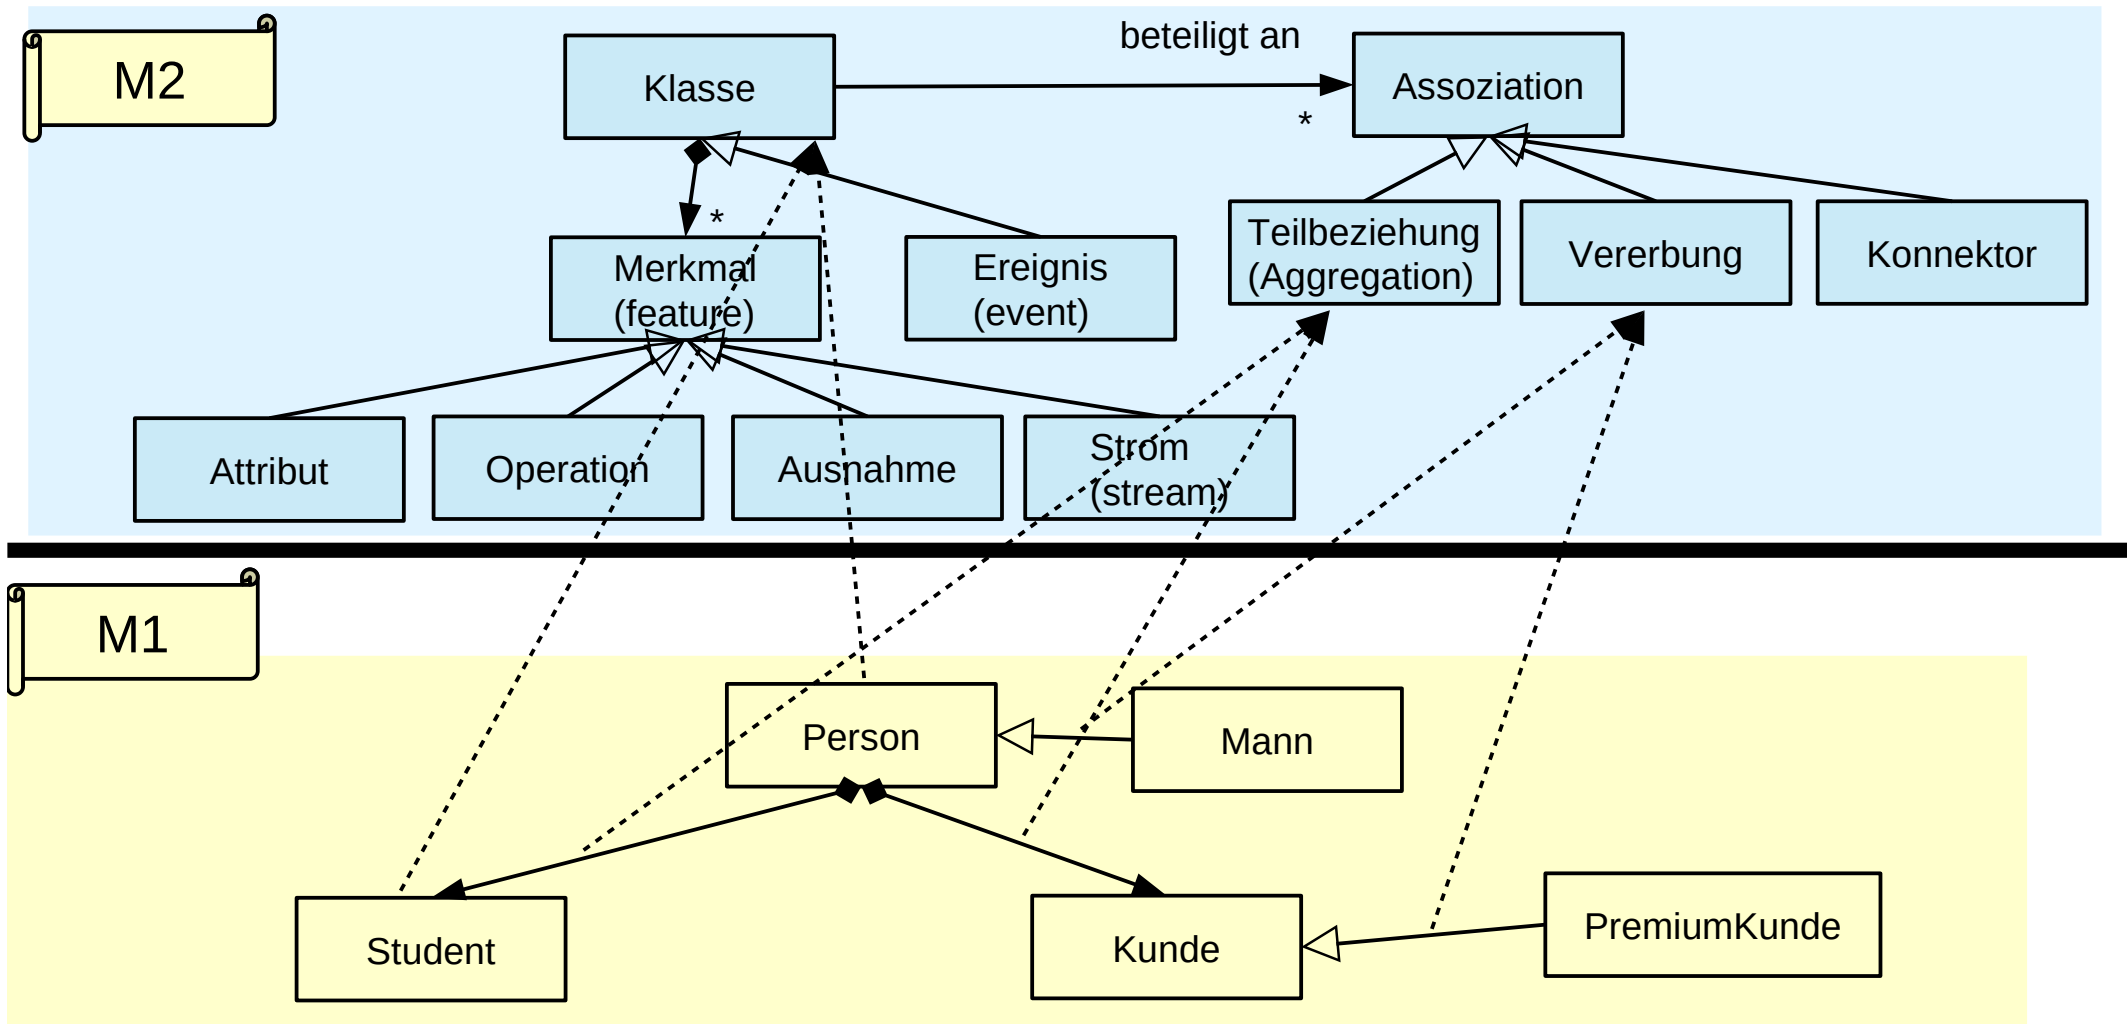 M2
Klasse
beteiligt an
*
Assoziation
*
Merkmal
(feature)
Ereignis
(event)
Teilbeziehung
(Aggregation)
Vererbung
Konnektor
Attribut
Operation
Ausnahme
Strom
(stream)
M1
Person
Mann
Student
Kunde
PremiumKunde